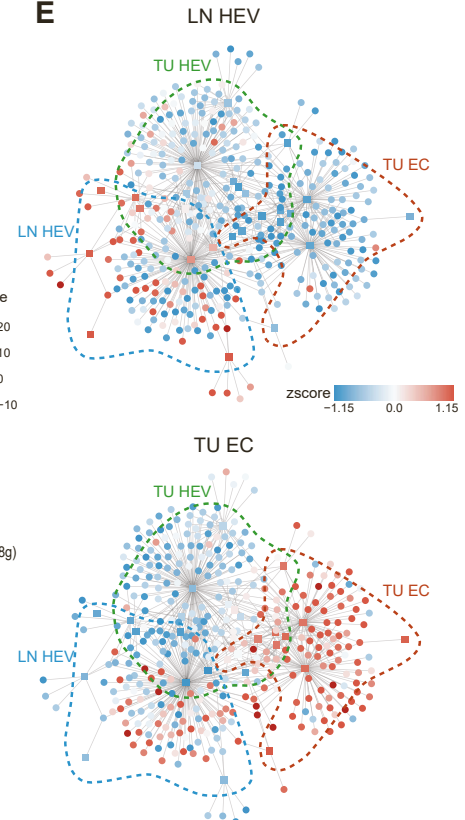 E
LN HEV
TU HEV
TU EC
LN HEV
e
20
10
0
−10
zscore
−1.15 0.0 1.15
TU EC
TU HEV
8g)
TU EC
LN HEV